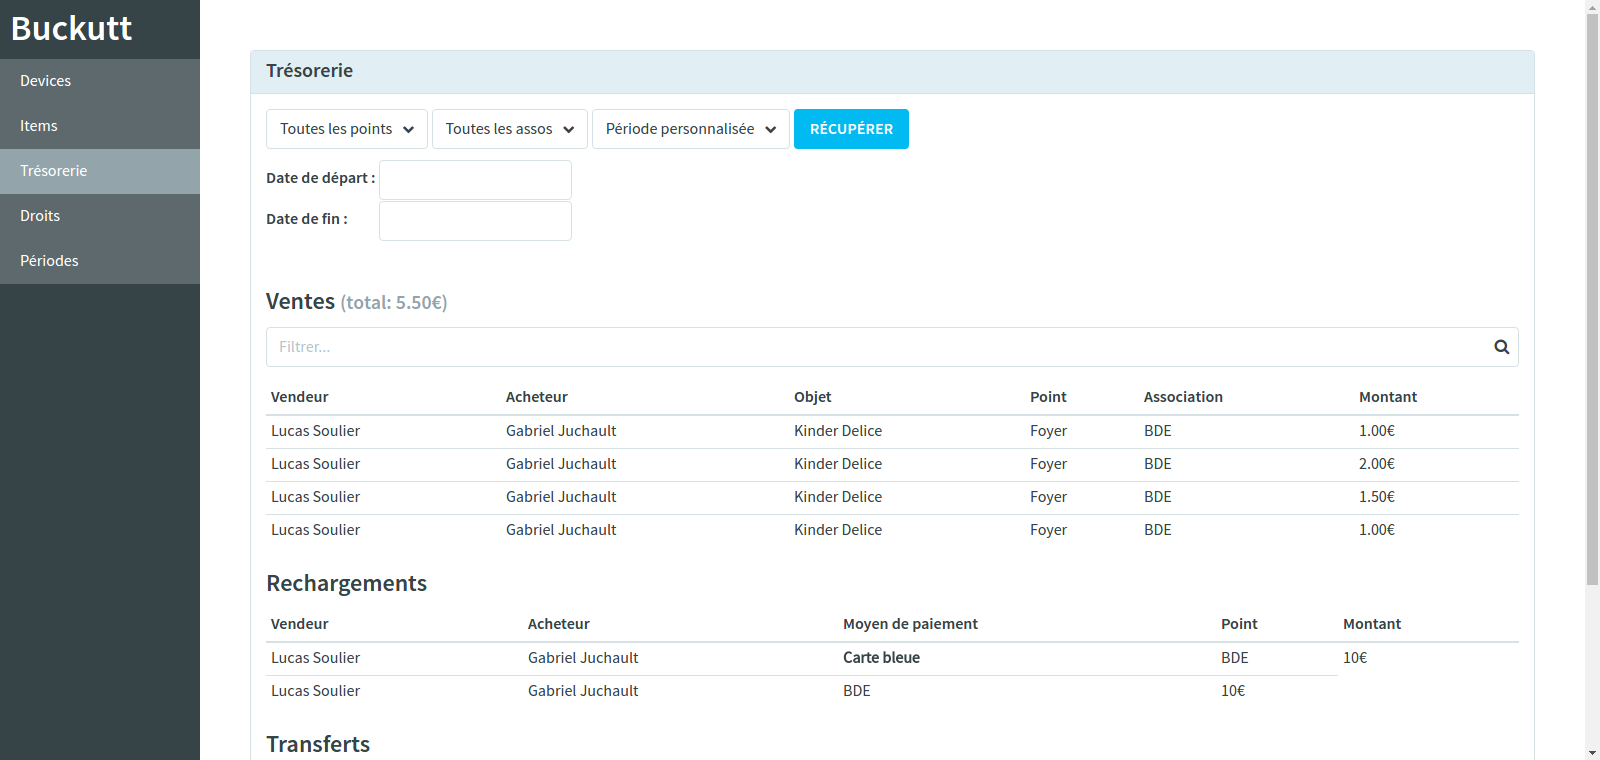 Buckutt
Devices
Items
Trésorerie
Droits
Périodes
Trésorerie
Toutes les points Toutes les assos Période personnalisée RÉCUPÉRER
Date de départ :
Date de fin :
Ventes (total: 5.50€)
Filtrer...
Vendeur Acheteur Objet Point Association Montant
Lucas Soulier Gabriel Juchault Kinder Delice Foyer BDE 1.00€
Lucas Soulier Gabriel Juchault Kinder Delice Foyer BDE 2.00€
Lucas Soulier Gabriel Juchault Kinder Delice Foyer BDE 1.50€
Lucas Soulier Gabriel Juchault Kinder Delice Foyer BDE 1.00€
Rechargements
Vendeur Acheteur Moyen de paiement Point Montant
Lucas Soulier Gabriel Juchault Carte bleue BDE 10€
Lucas Soulier Gabriel Juchault BDE 10€
Transferts